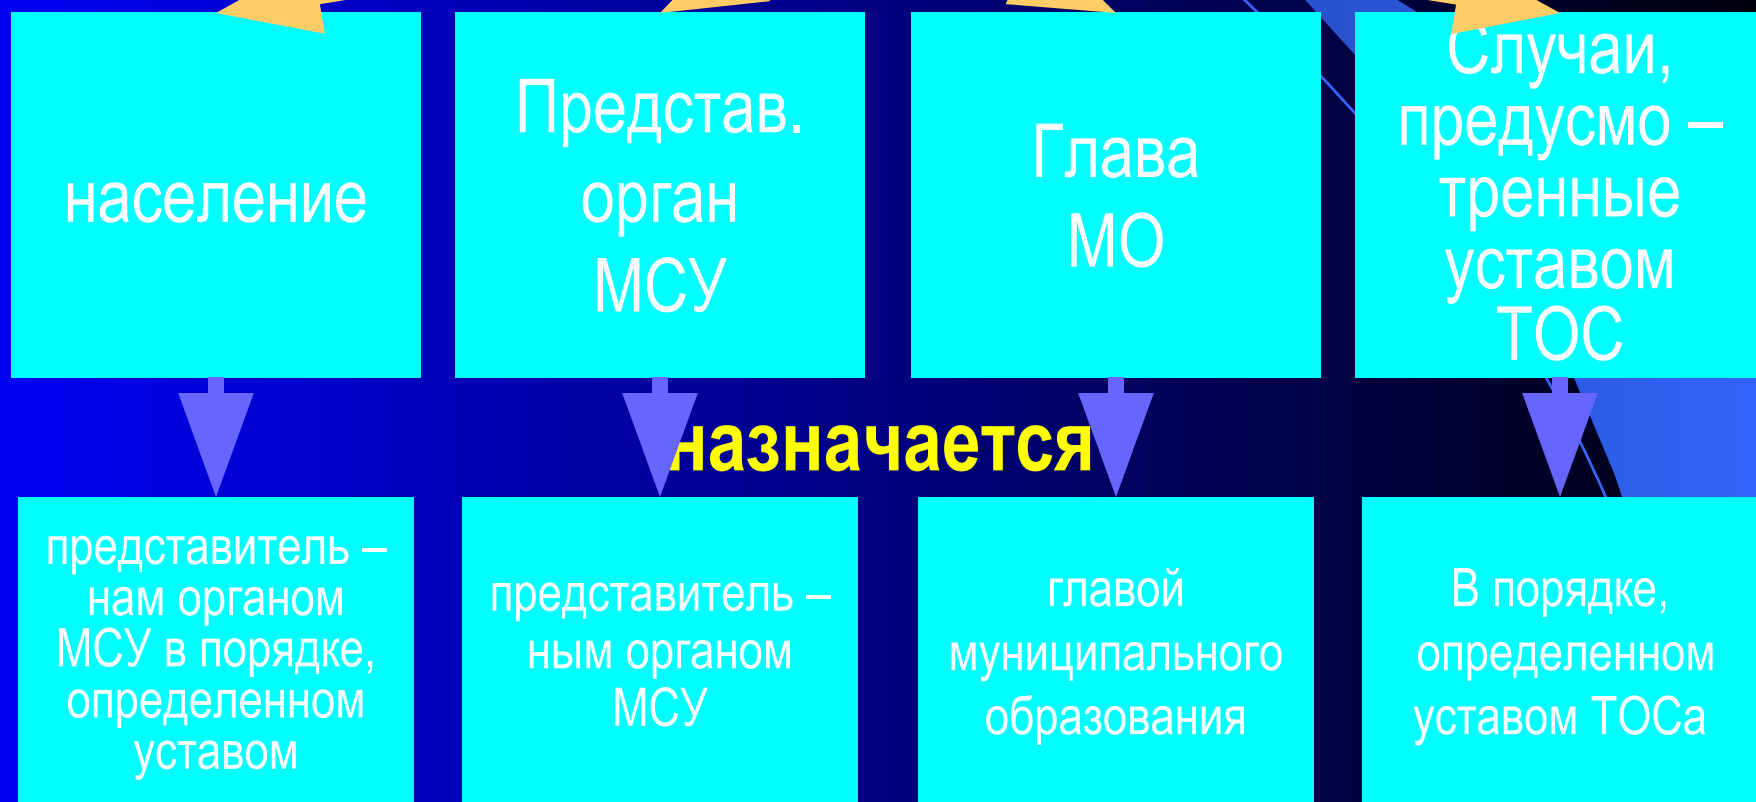 население
Представ.
орган
МСУ
Глава
МО
Случаи,
предусмо –
тренные
уставом
ТОС
назначается
представитель –
нам органом
МСУ в порядке,
определенном
уставом
представитель –
ным органом
МСУ
главой
муниципального
образования
В порядке,
определенном
уставом ТОСа